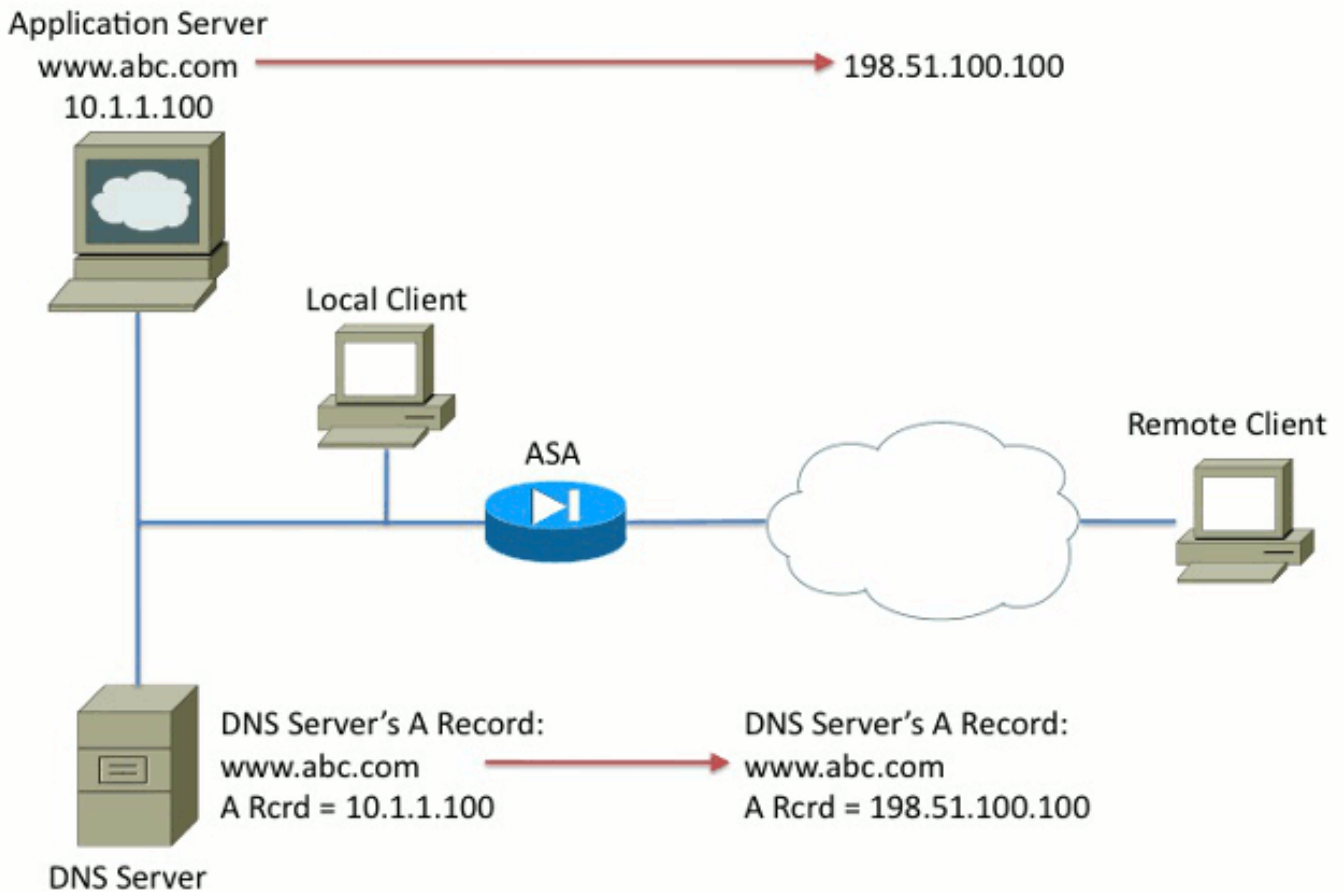 Application Server
www.abc.com
10.1.1.100
198.51.100.100
Local Client
ASA
Remote Client
DNS Server's A Record:
www.abc.com
A Rcrd = 10.1.1.100
DNS Server's A Record:
www.abc.com
A Rcrd = 198.51.100.100
DNS Server